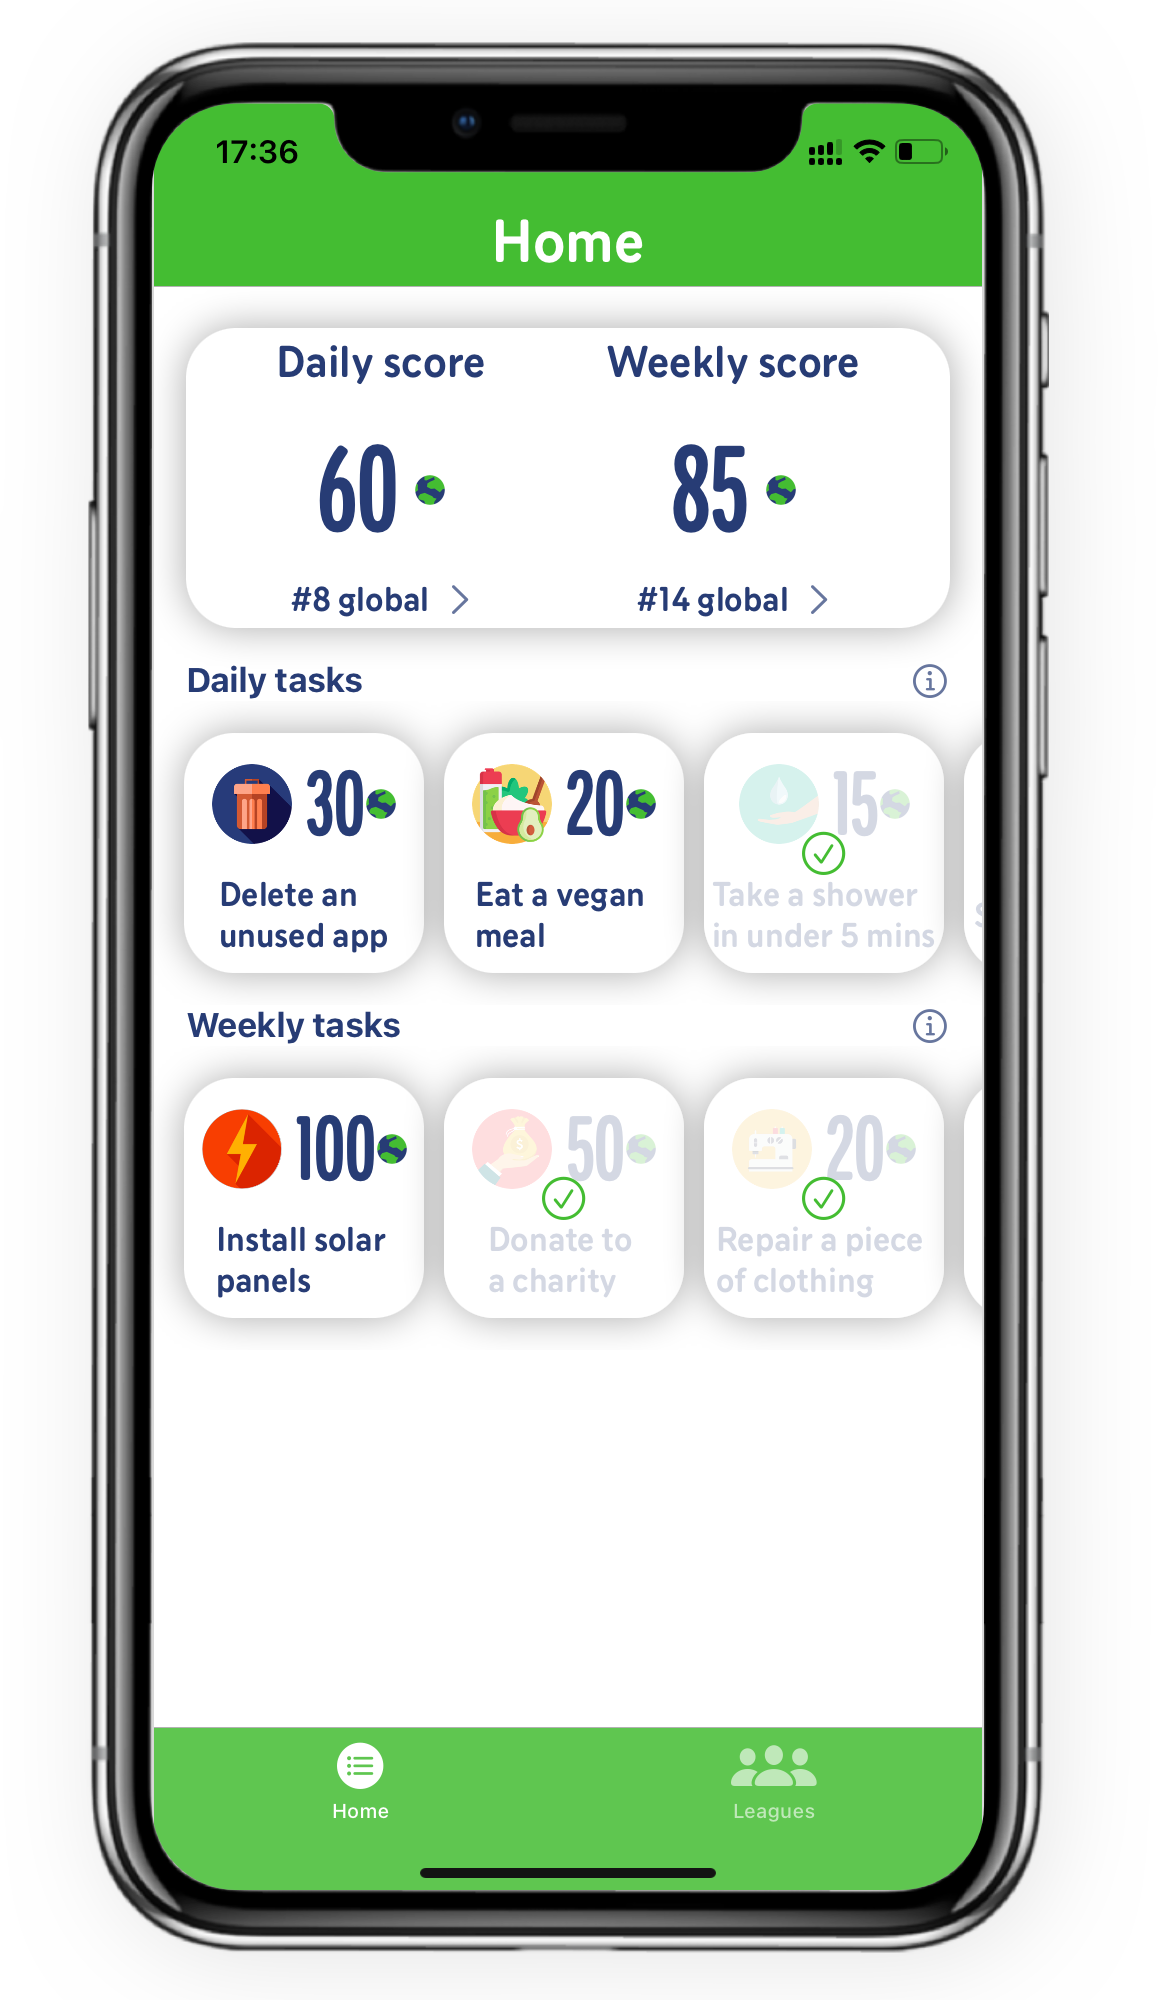 17:36
Home
Daily score
Weekly score
60
85
#8 global
#14 global
Daily tasks
30
20
15
Delete an
unused app
Eat a vegan
meal
Take a shower
in under 5 mins
S
Weekly tasks
100
50
20
Install solar
panels
Donate to
a charity
Repair a piece
of clothing
Home
Leagues